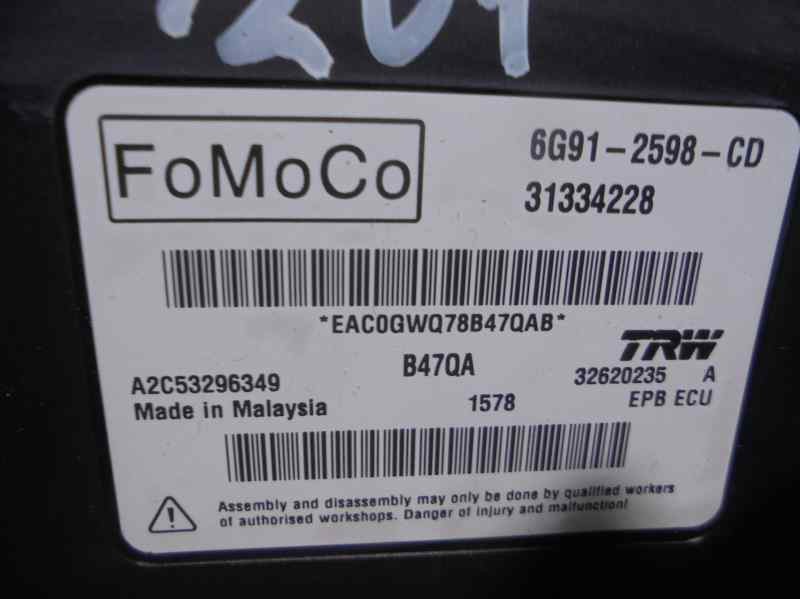 FoMoCo
6G91-2598-CD
31334228
*EAC0GWQ78B47QAB*
B47QA
TRW
A2C53296349
32620235 A
Made in Malaysia
1578
EPB ECU
Assembly and disassembly may only be done by qualified workers
of authorised workshops. Danger of injury and malfunction!